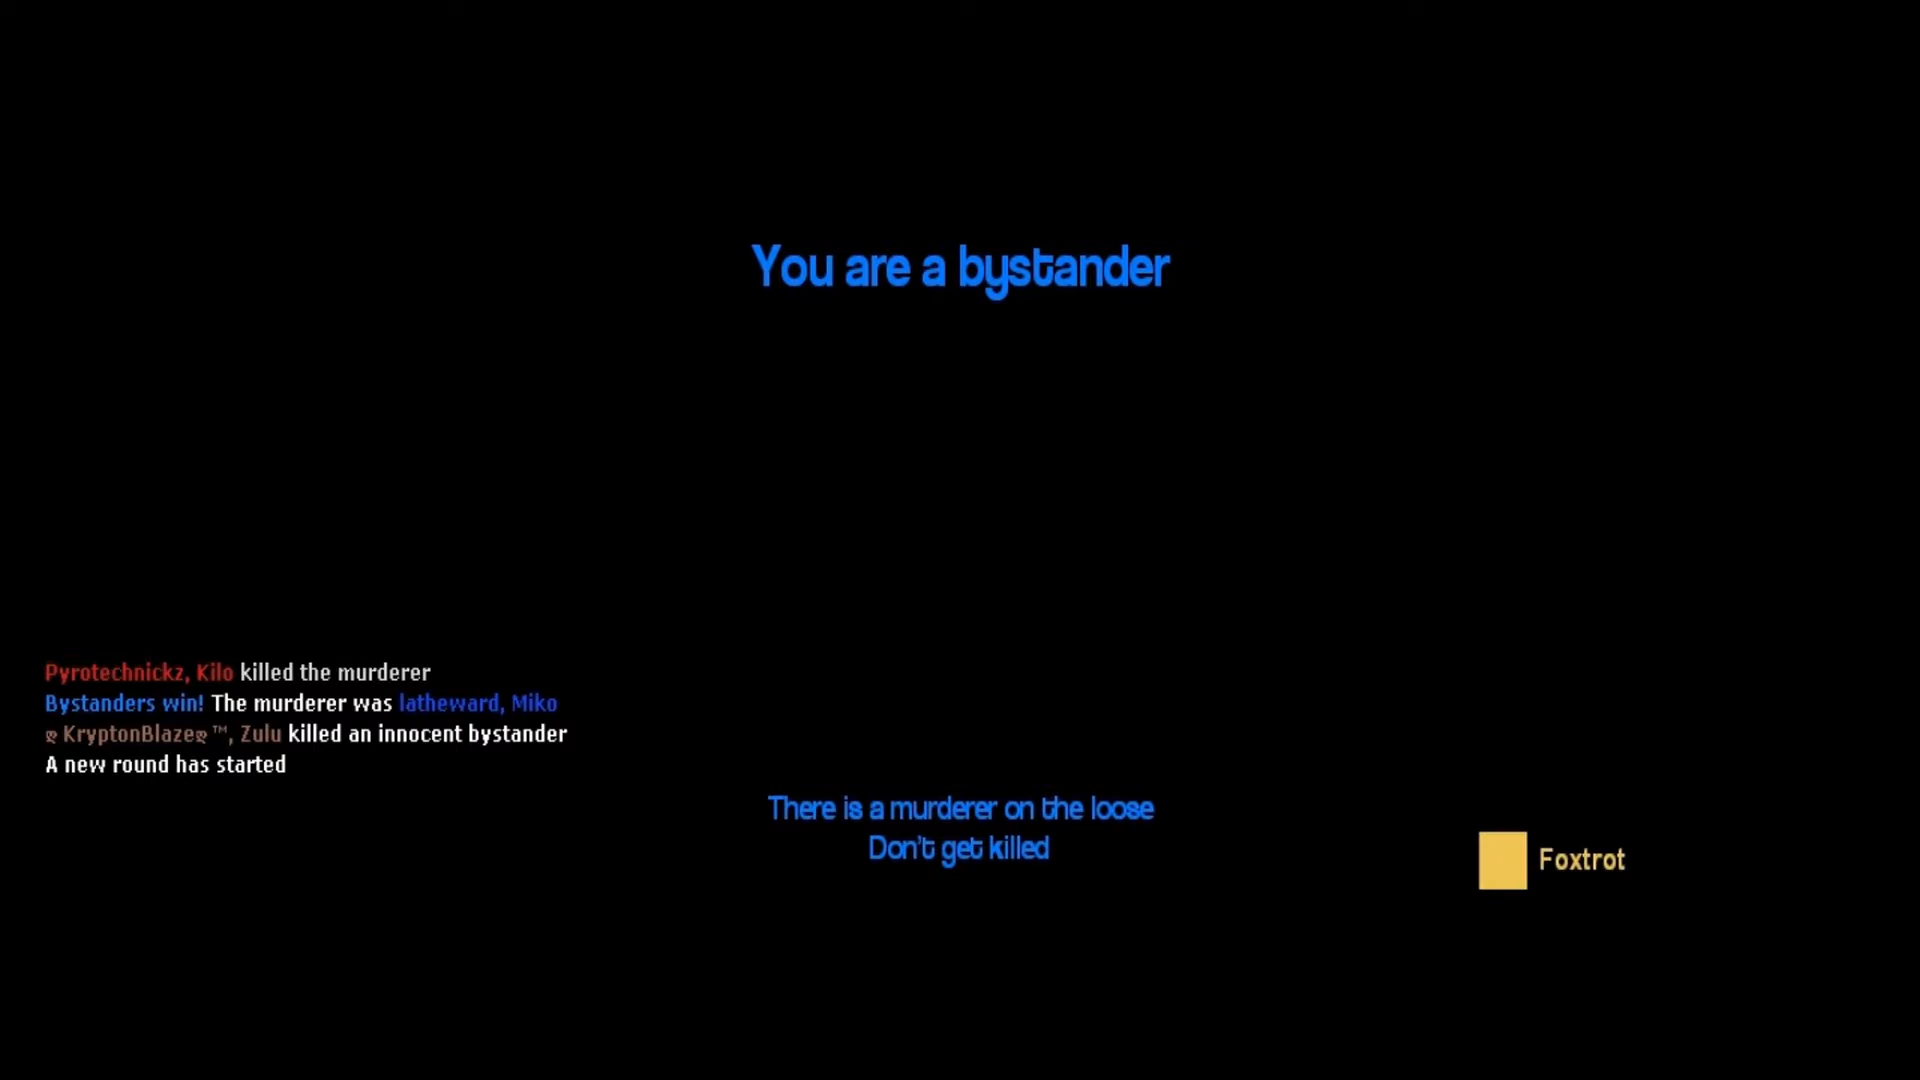 You are a bystander
Pyrotechnickz, Kilo killed the murderer
Bystanders win! The murderer was latheward, Miko
ღ KryptonBlazeღ ™, Zulu killed an innocent bystander
A new round has started
There is a murderer on the loose
Don't get killed
Foxtrot